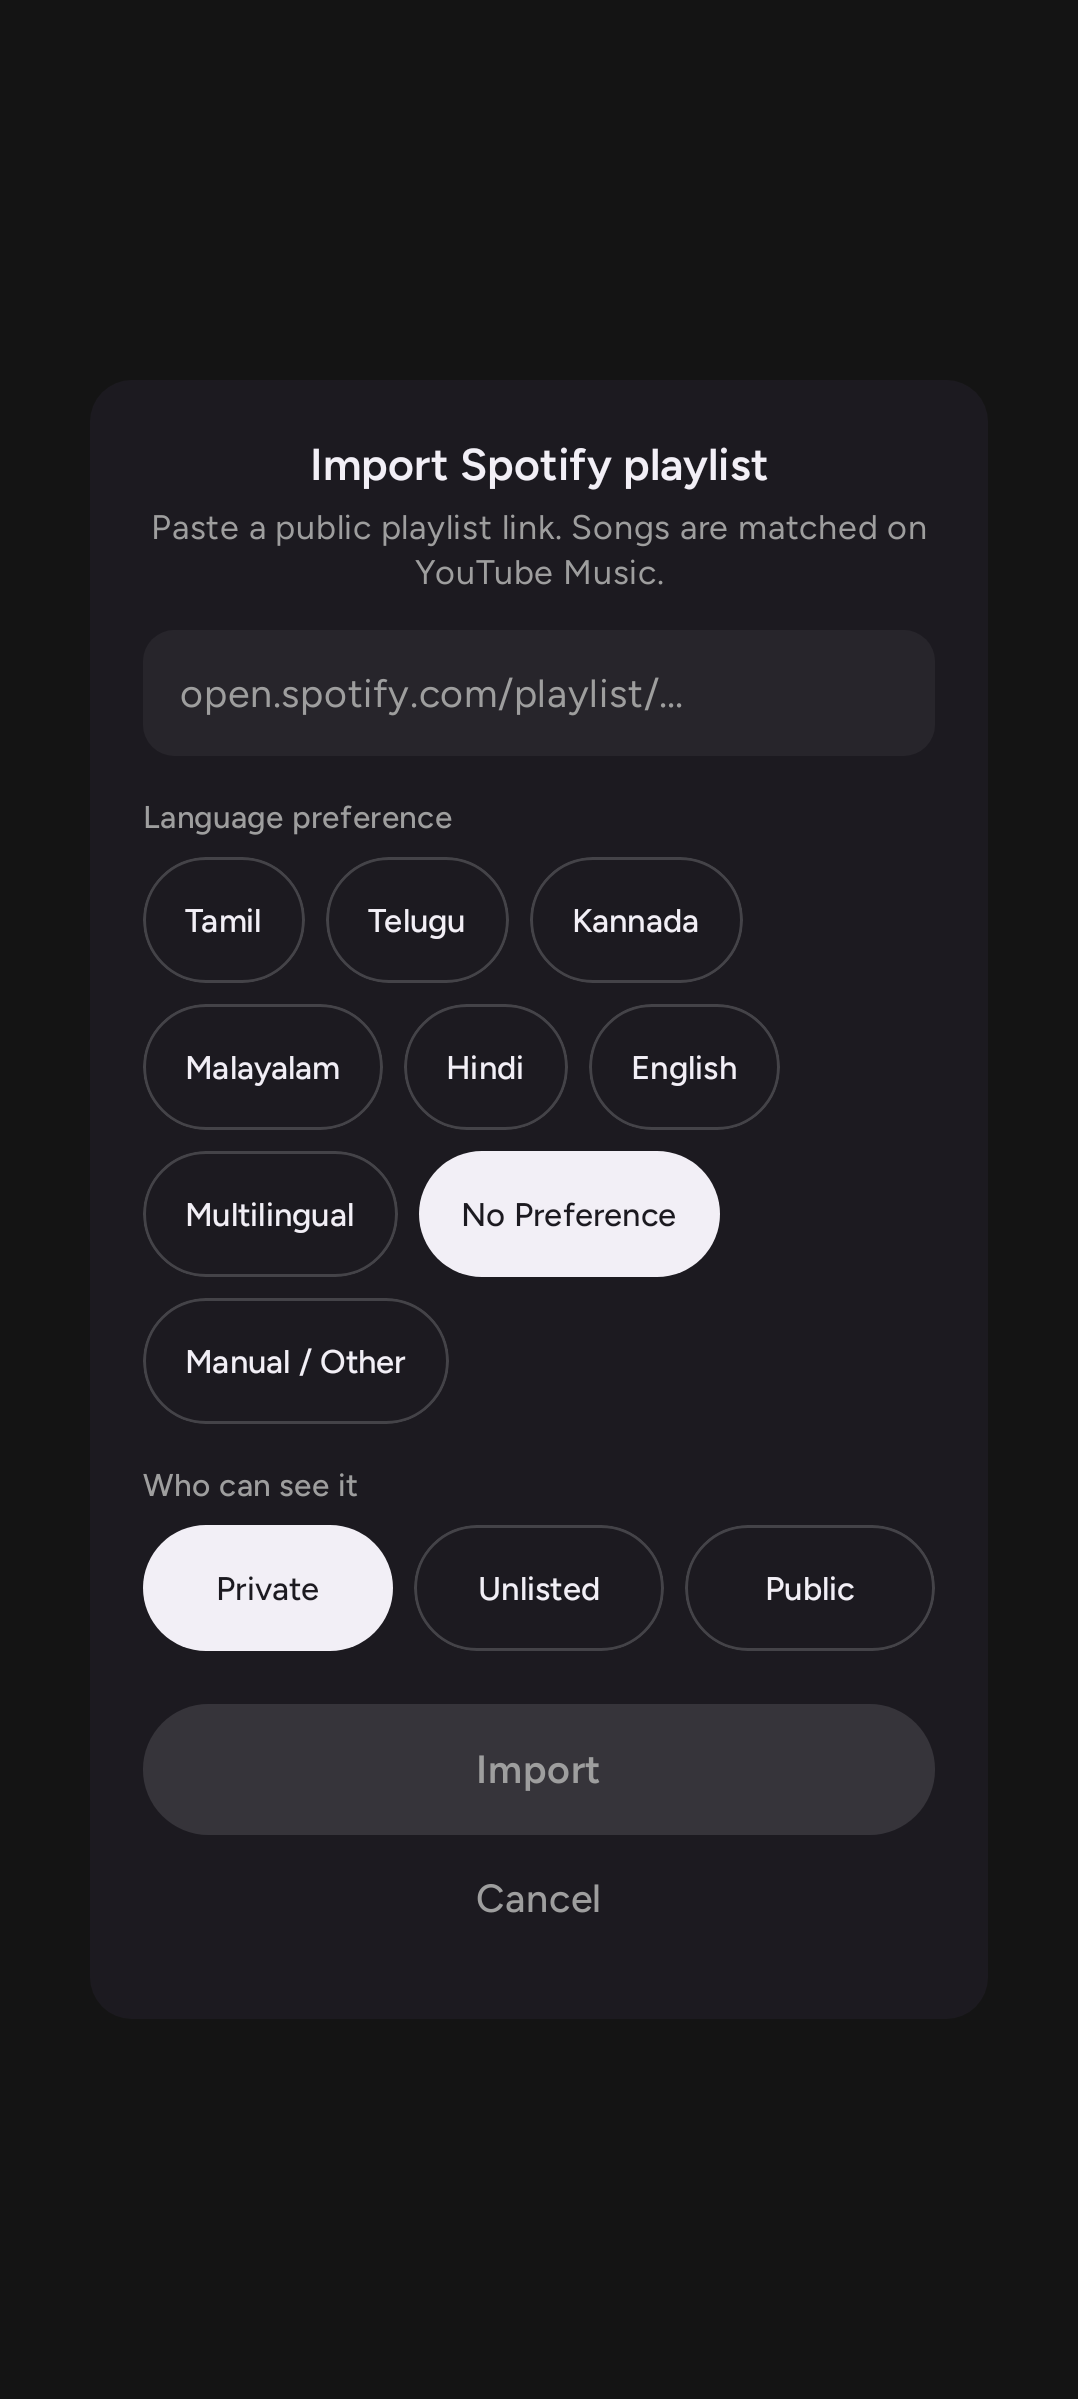 Import Spotify playlist
Paste a public playlist link. Songs are matched on
YouTube Music.
open.spotify.com/playlist/...
Language preference
Tamil Telugu Kannada
Malayalam Hindi English
Multilingual No Preference
Manual / Other
Who can see it
Private Unlisted Public
Import
Cancel